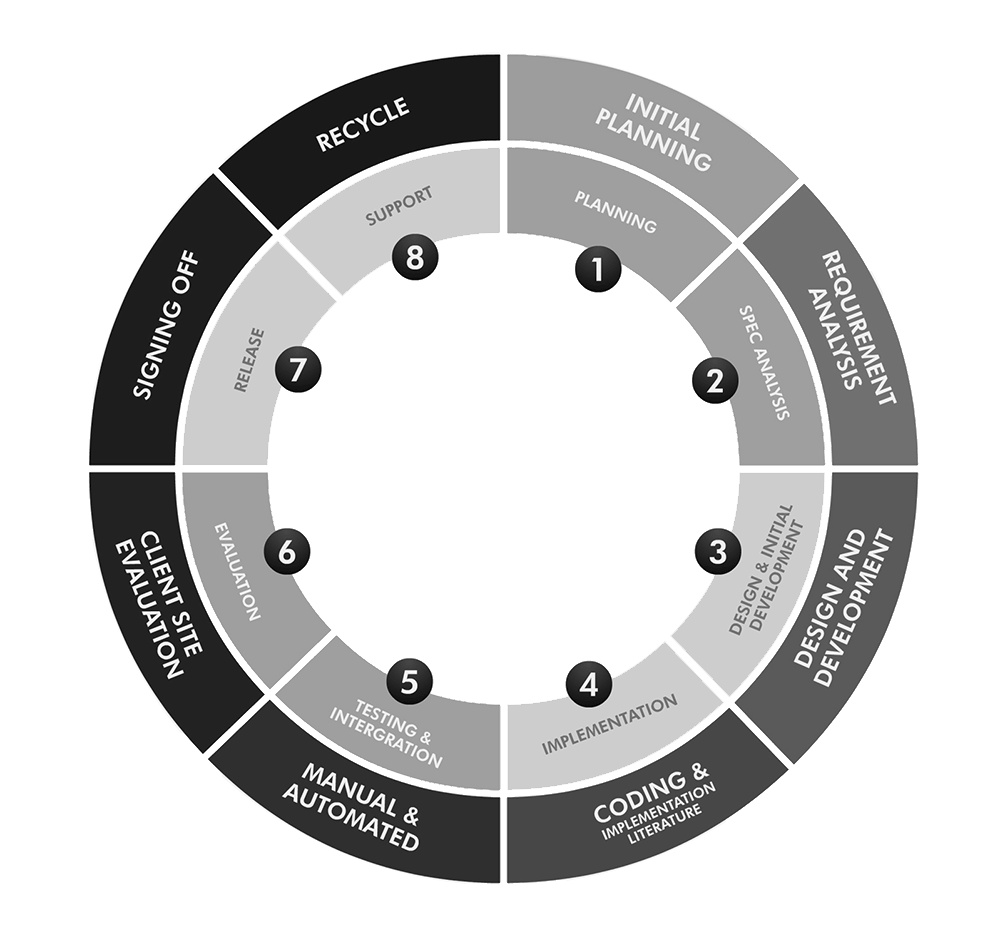 INITIAL
PLANNING
PLANNING
1
REQUIREMENT
ANALYSIS
SPEC ANALYSIS
2
DESIGN AND
DEVELOPMENT
DESIGN & INITIAL
DEVELOPMENT
3
CODING &
IMPLEMENTATION
LITERATURE
IMPLEMENTATION
4
MANUAL &
AUTOMATED
TESTING &
INTERGRATION
5
CLIENT SITE
EVALUATION
EVALUATION
6
SIGNING OFF
RELEASE
7
RECYCLE
SUPPORT
8